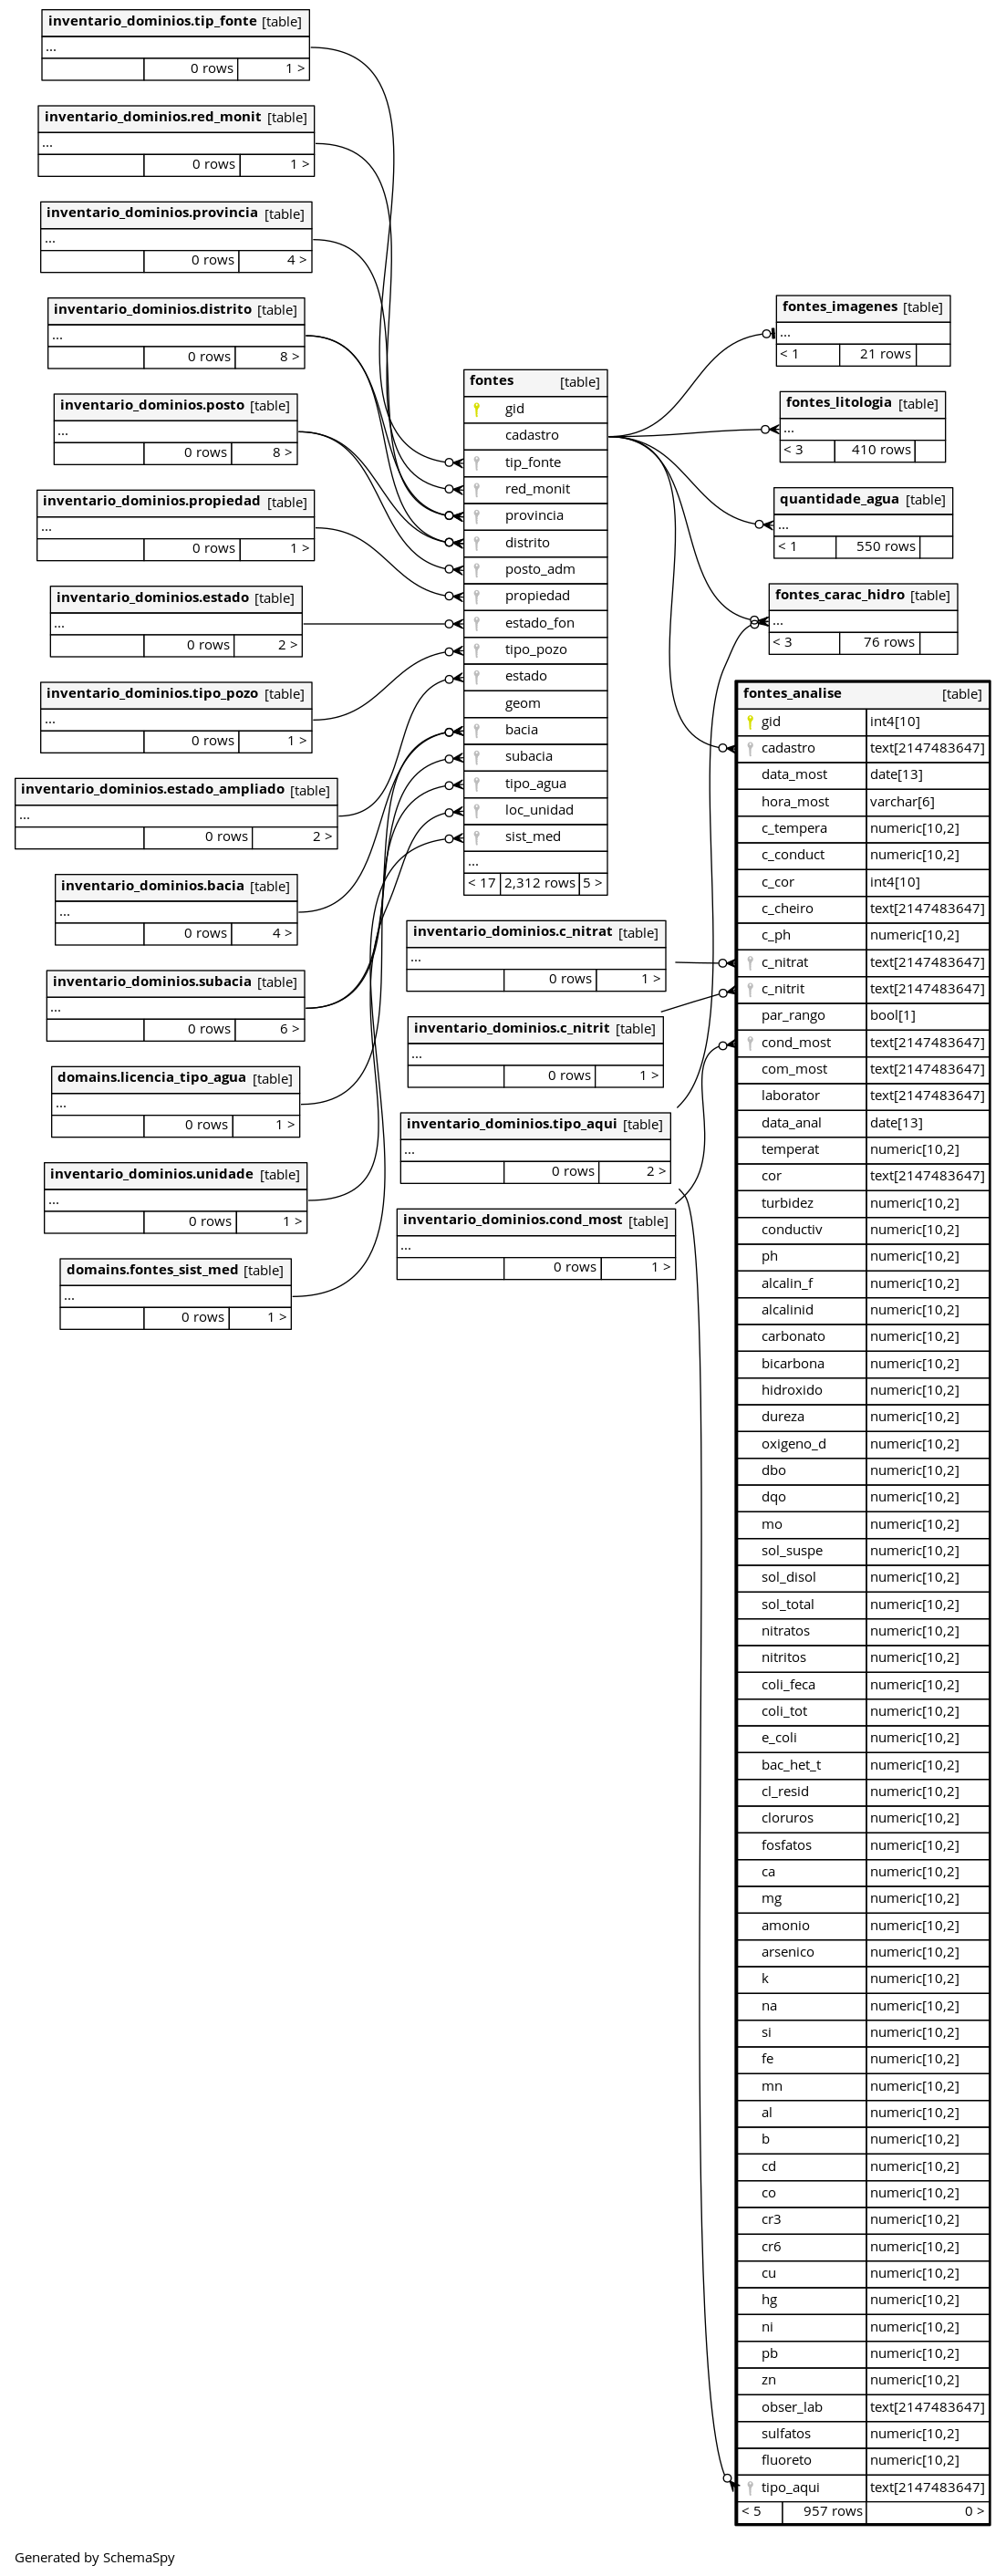 inventario_dominios.tip_fonte [table]
...
0 rows 1 >
inventario_dominios.red_monit [table]
...
0 rows 1 >
inventario_dominios.provincia [table]
...
0 rows 4 >
inventario_dominios.distrito [table]
...
0 rows 8 >
inventario_dominios.posto [table]
...
0 rows 8 >
inventario_dominios.propiedad [table]
...
0 rows 1 >
inventario_dominios.estado [table]
...
0 rows 2 >
inventario_dominios.tipo_pozo [table]
...
0 rows 1 >
inventario_dominios.estado_ampliado [table]
...
0 rows 2 >
inventario_dominios.bacia [table]
...
0 rows 4 >
inventario_dominios.subacia [table]
...
0 rows 6 >
domains.licencia_tipo_agua [table]
...
0 rows 1 >
inventario_dominios.unidade [table]
...
0 rows 1 >
domains.fontes_sist_med [table]
...
0 rows 1 >
fontes [table]
gid
cadastro
tip_fonte
red_monit
provincia
distrito
posto_adm
propiedad
estado_fon
tipo_pozo
estado
geom
bacia
subacia
tipo_agua
loc_unidad
sist_med
...
< 17 2,312 rows 5 >
inventario_dominios.c_nitrat [table]
...
0 rows 1 >
inventario_dominios.c_nitrit [table]
...
0 rows 1 >
inventario_dominios.tipo_aqui [table]
...
0 rows 2 >
inventario_dominios.cond_most [table]
...
0 rows 1 >
fontes_imagenes [table]
...
< 1 21 rows
fontes_litologia [table]
...
< 3 410 rows
quantidade_agua [table]
...
< 1 550 rows
fontes_carac_hidro [table]
...
< 3 76 rows
fontes_analise [table]
gid int4[10]
cadastro text[2147483647]
data_most date[13]
hora_most varchar[6]
c_tempera numeric[10,2]
c_conduct numeric[10,2]
c_cor int4[10]
c_cheiro text[2147483647]
c_ph numeric[10,2]
c_nitrat text[2147483647]
c_nitrit text[2147483647]
par_rango bool[1]
cond_most text[2147483647]
com_most text[2147483647]
laborator text[2147483647]
data_anal date[13]
temperat numeric[10,2]
cor text[2147483647]
turbidez numeric[10,2]
conductiv numeric[10,2]
ph numeric[10,2]
alcalin_f numeric[10,2]
alcalinid numeric[10,2]
carbonato numeric[10,2]
bicarbona numeric[10,2]
hidroxido numeric[10,2]
dureza numeric[10,2]
oxigeno_d numeric[10,2]
dbo numeric[10,2]
dqo numeric[10,2]
mo numeric[10,2]
sol_suspe numeric[10,2]
sol_disol numeric[10,2]
sol_total numeric[10,2]
nitratos numeric[10,2]
nitritos numeric[10,2]
coli_feca numeric[10,2]
coli_tot numeric[10,2]
e_coli numeric[10,2]
bac_het_t numeric[10,2]
cl_resid numeric[10,2]
cloruros numeric[10,2]
fosfatos numeric[10,2]
ca numeric[10,2]
mg numeric[10,2]
amonio numeric[10,2]
arsenico numeric[10,2]
k numeric[10,2]
na numeric[10,2]
si numeric[10,2]
fe numeric[10,2]
mn numeric[10,2]
al numeric[10,2]
b numeric[10,2]
cd numeric[10,2]
co numeric[10,2]
cr3 numeric[10,2]
cr6 numeric[10,2]
cu numeric[10,2]
hg numeric[10,2]
ni numeric[10,2]
pb numeric[10,2]
zn numeric[10,2]
obser_lab text[2147483647]
sulfatos numeric[10,2]
fluoreto numeric[10,2]
tipo_aqui text[2147483647]
< 5 957 rows 0 >
Generated by SchemaSpy